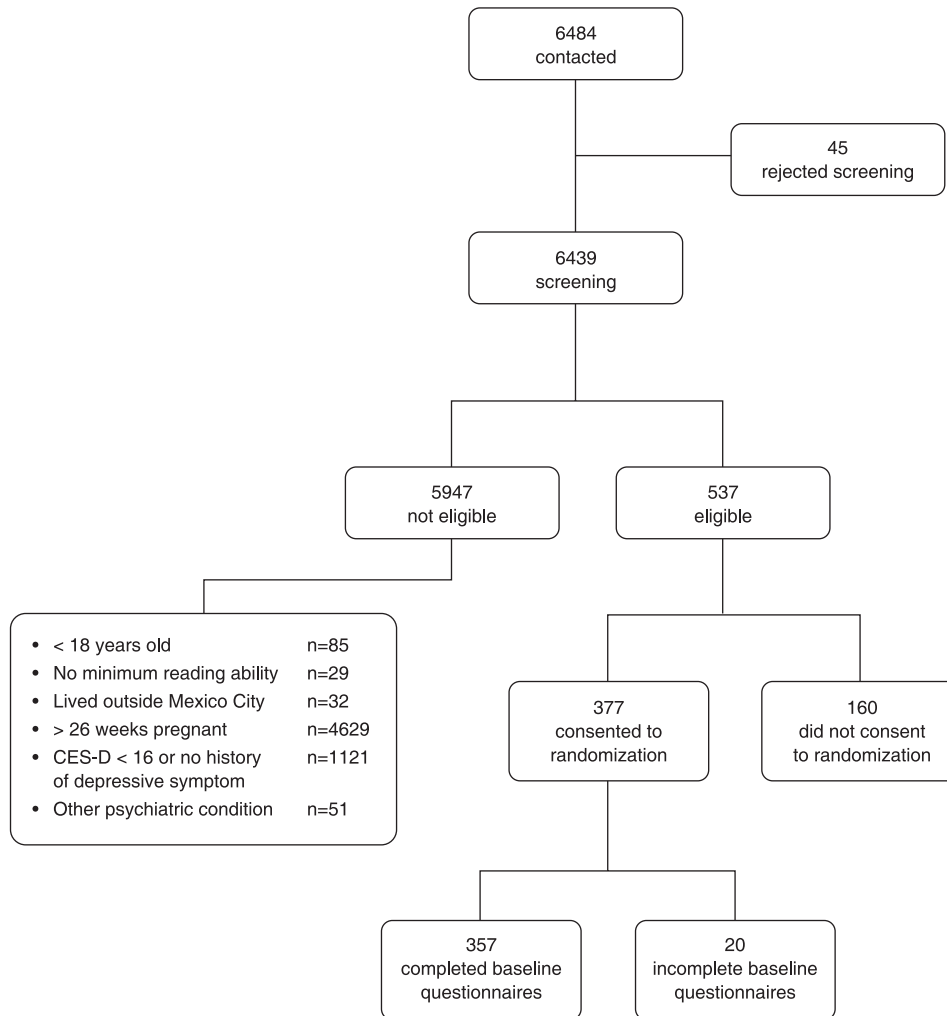 6484
contacted
45
rejected screening
6439
screening
5947
not eligible
537
eligible
• < 18 years old n=85
• No minimum reading ability n=29
• Lived outside Mexico City n=32
• > 26 weeks pregnant n=4629
• CES-D < 16 or no history n=1121
of depressive symptom
• Other psychiatric condition n=51
377
consented to
randomization
160
did not consent
to randomization
357
completed baseline
questionnaires
20
incomplete baseline
questionnaires